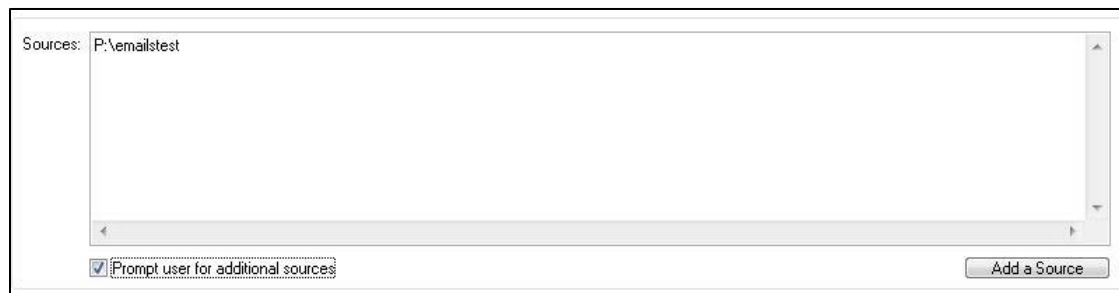 Sources: P:\emailstest
Prompt user for additional sources
Add a Source